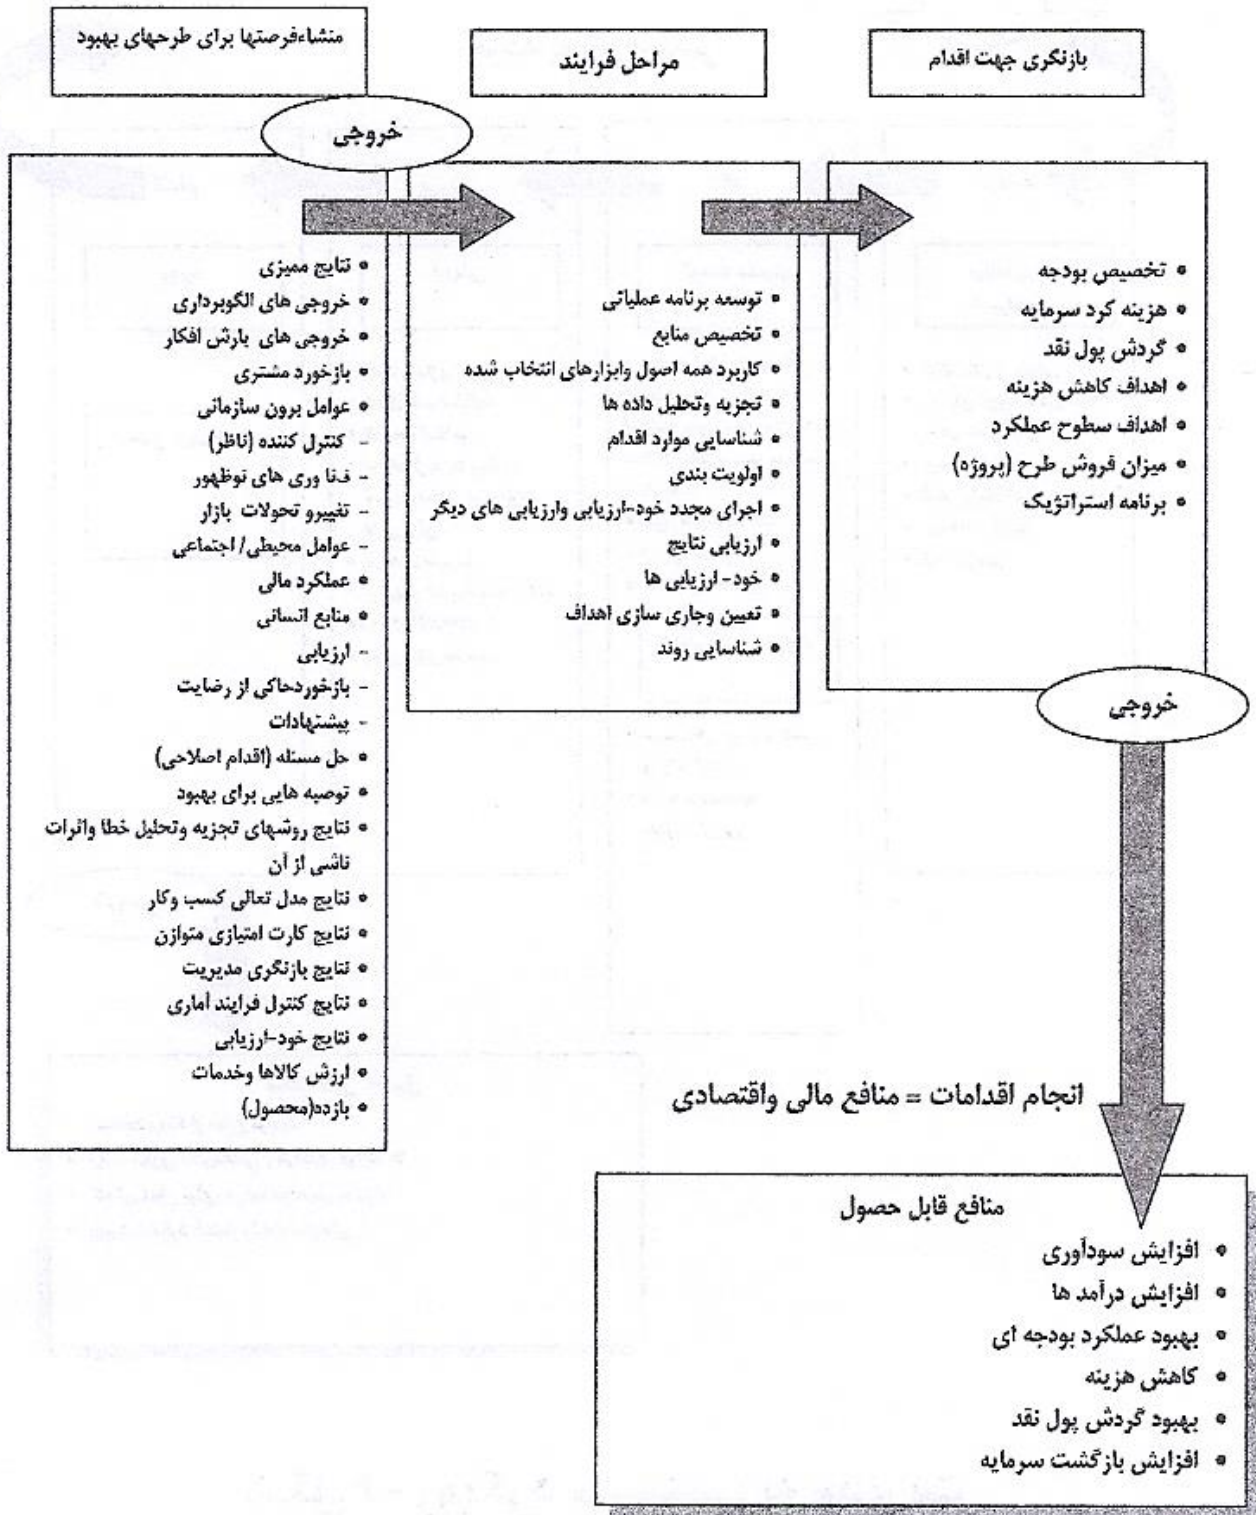 منشاءفرصتها برای طرحهای بهبود
خروجی
• نتایج ممیزی
• خروجی های الگوبرداری
• خروجی های بارش افکار
• بازخورد مشتری
• عوامل برون سازمانی
- کنترل کننده (ناظر)
- فنا وری های نوظهور
- تغییرو تحولات بازار
- عوامل محیطی/ اجتماعی
• عملکرد مالی
• منابع انسانی
- ارزیابی
- بازخوردحاکی از رضایت
- پیشنهادات
• حل مسئله (اقدام اصلاحی)
• توصیه هایی برای بهبود
• نتایج روشهای تجزیه وتحلیل خطا واثرات
ناشی از آن
• نتایج مدل تعالی کسب وکار
• نتایج کارت امتیازی متوازن
• نتایج بازنگری مدیریت
• نتایج کنترل فرایند آماری
• نتایج خود-ارزیابی
• ارزش کالاها وخدمات
• بازده(محصول)
مراحل فرایند
• توسعه برنامه عملیاتی
• تخصیص منابع
• کاربرد همه اصول وابزارهای انتخاب شده
• تجزیه وتحلیل داده ها
• شناسایی موارد اقدام
• اولویت بندی
• اجرای مجدد خود-ارزیابی وارزیابی های دیگر
• ارزیابی نتایج
• خود- ارزیابی ها
• تعیین وجاری سازی اهداف
• شناسایی روند
بازنگری جهت اقدام
• تخصیص بودجه
• هزینه کرد سرمایه
• گردش پول نقد
• اهداف کاهش هزینه
• اهداف سطوح عملکرد
• میزان فروش طرح (پروژه)
• برنامه استراتژیک
خروجی
انجام اقدامات = منافع مالی واقتصادی
منافع قابل حصول
• افزایش سودآوری
• افزایش درآمد ها
• بهبود عملکرد بودجه ای
• کاهش هزینه
• بهبود گردش پول نقد
• افزایش بازگشت سرمایه